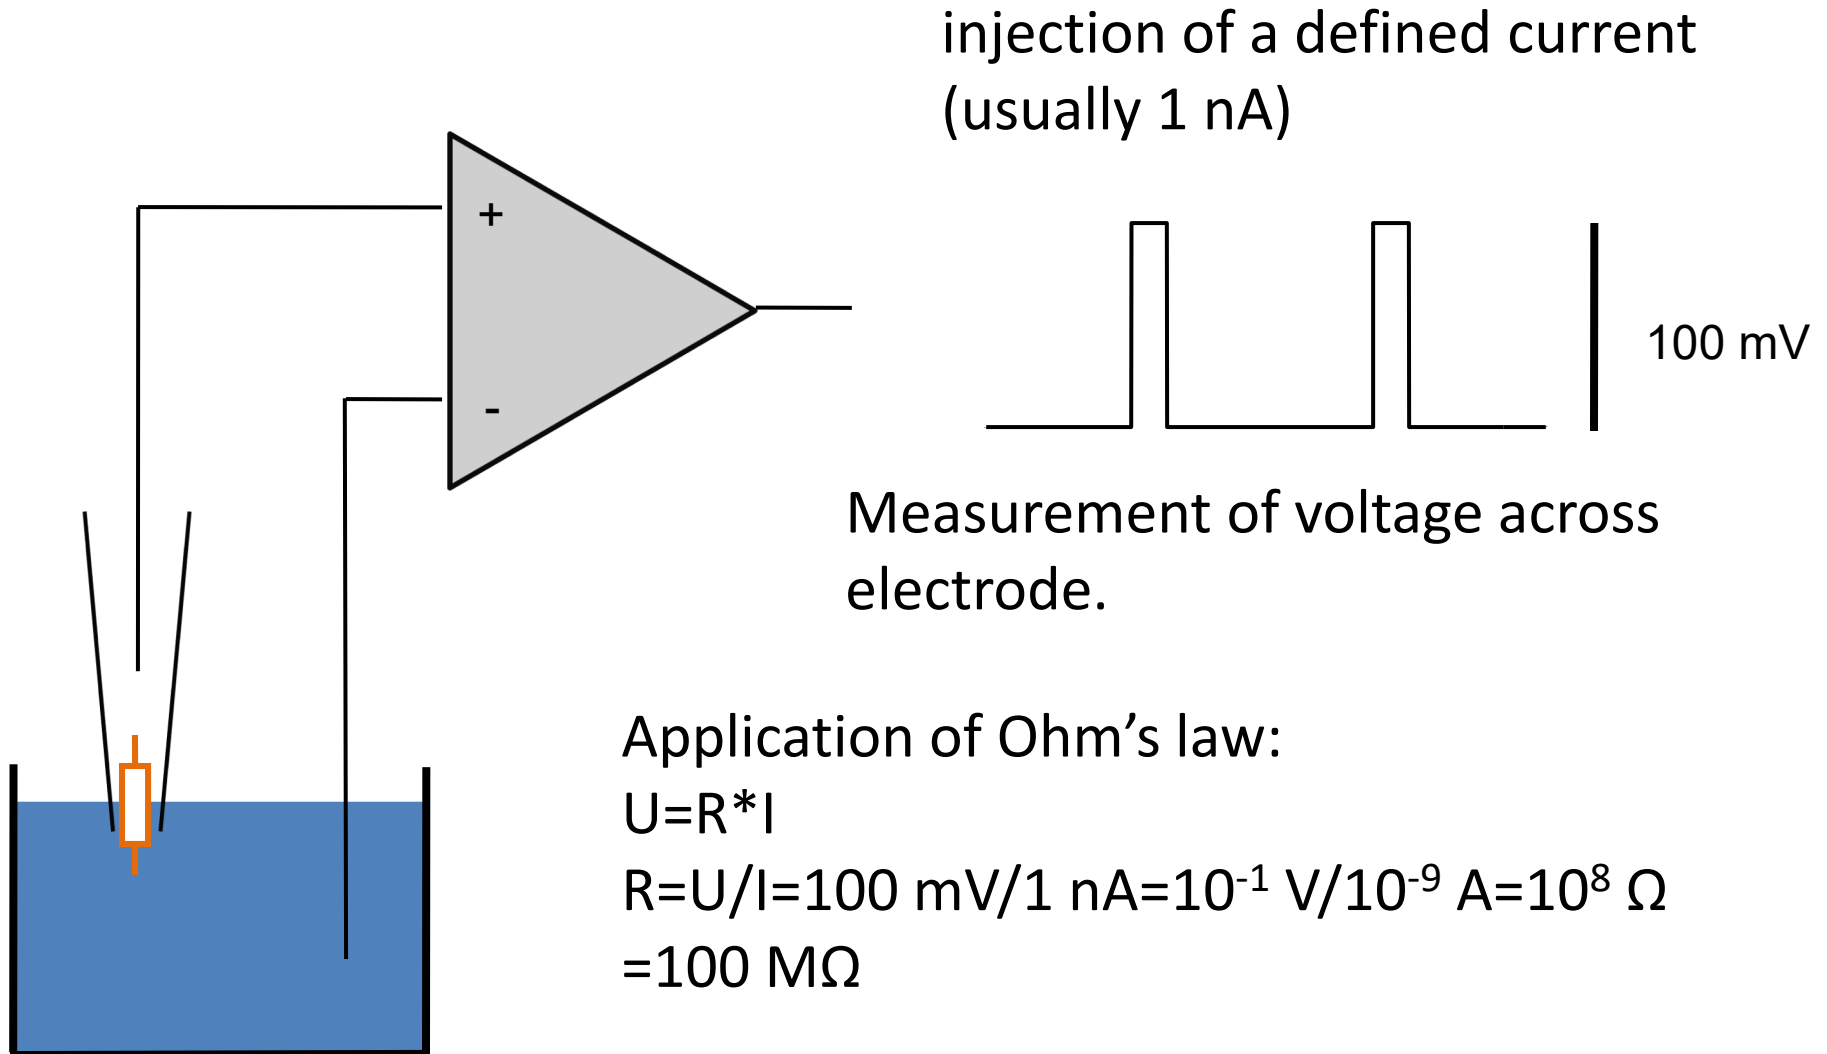 injection of a defined current
(usually 1 nA)
+
-
100 mV
Measurement of voltage across
electrode.
Application of Ohm’s law:
U=R*I
R=U/I=100 mV/1 nA=10⁻¹ V/10⁻⁹ A=10⁸ Ω
=100 MΩ